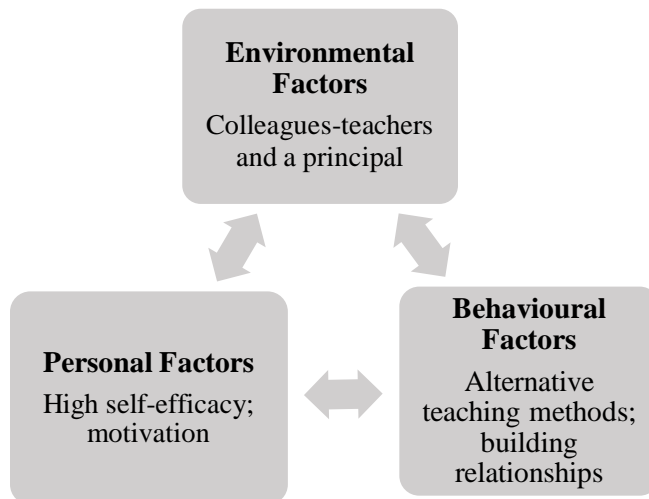 Environmental
Factors
Colleagues-teachers
and a principal
Personal Factors
High self-efficacy;
motivation
Behavioural
Factors
Alternative
teaching methods;
building
relationships